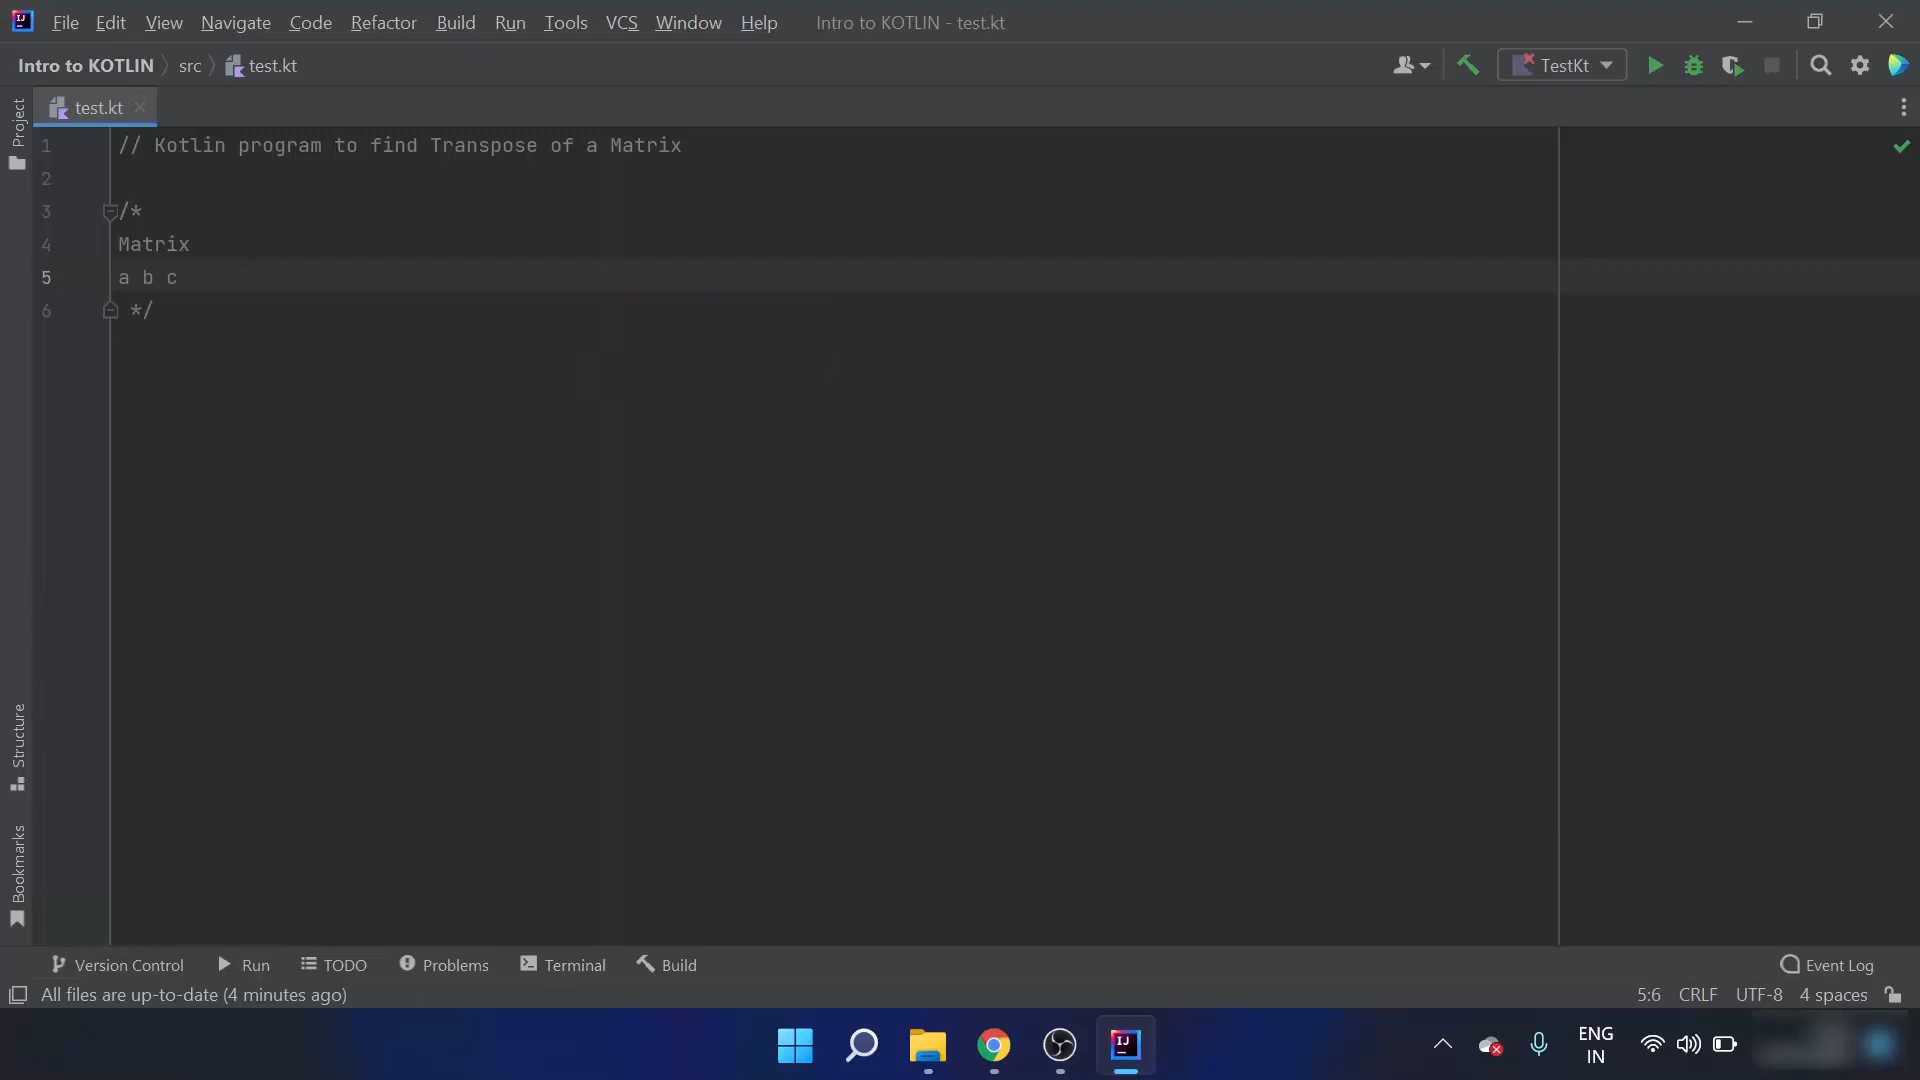 File Edit View Navigate Code Refactor Build Run Tools VCS Window Help Intro to KOTLIN - test.kt
Intro to KOTLIN src test.kt TestKt
Project
test.kt
1 // Kotlin program to find Transpose of a Matrix
2
3 /*
4 Matrix
5 a b c
6 */
Structure
Bookmarks
Version Control Run TODO Problems Terminal Build Event Log
All files are up-to-date (4 minutes ago) 5:6 CRLF UTF-8 4 spaces
ENG
IN